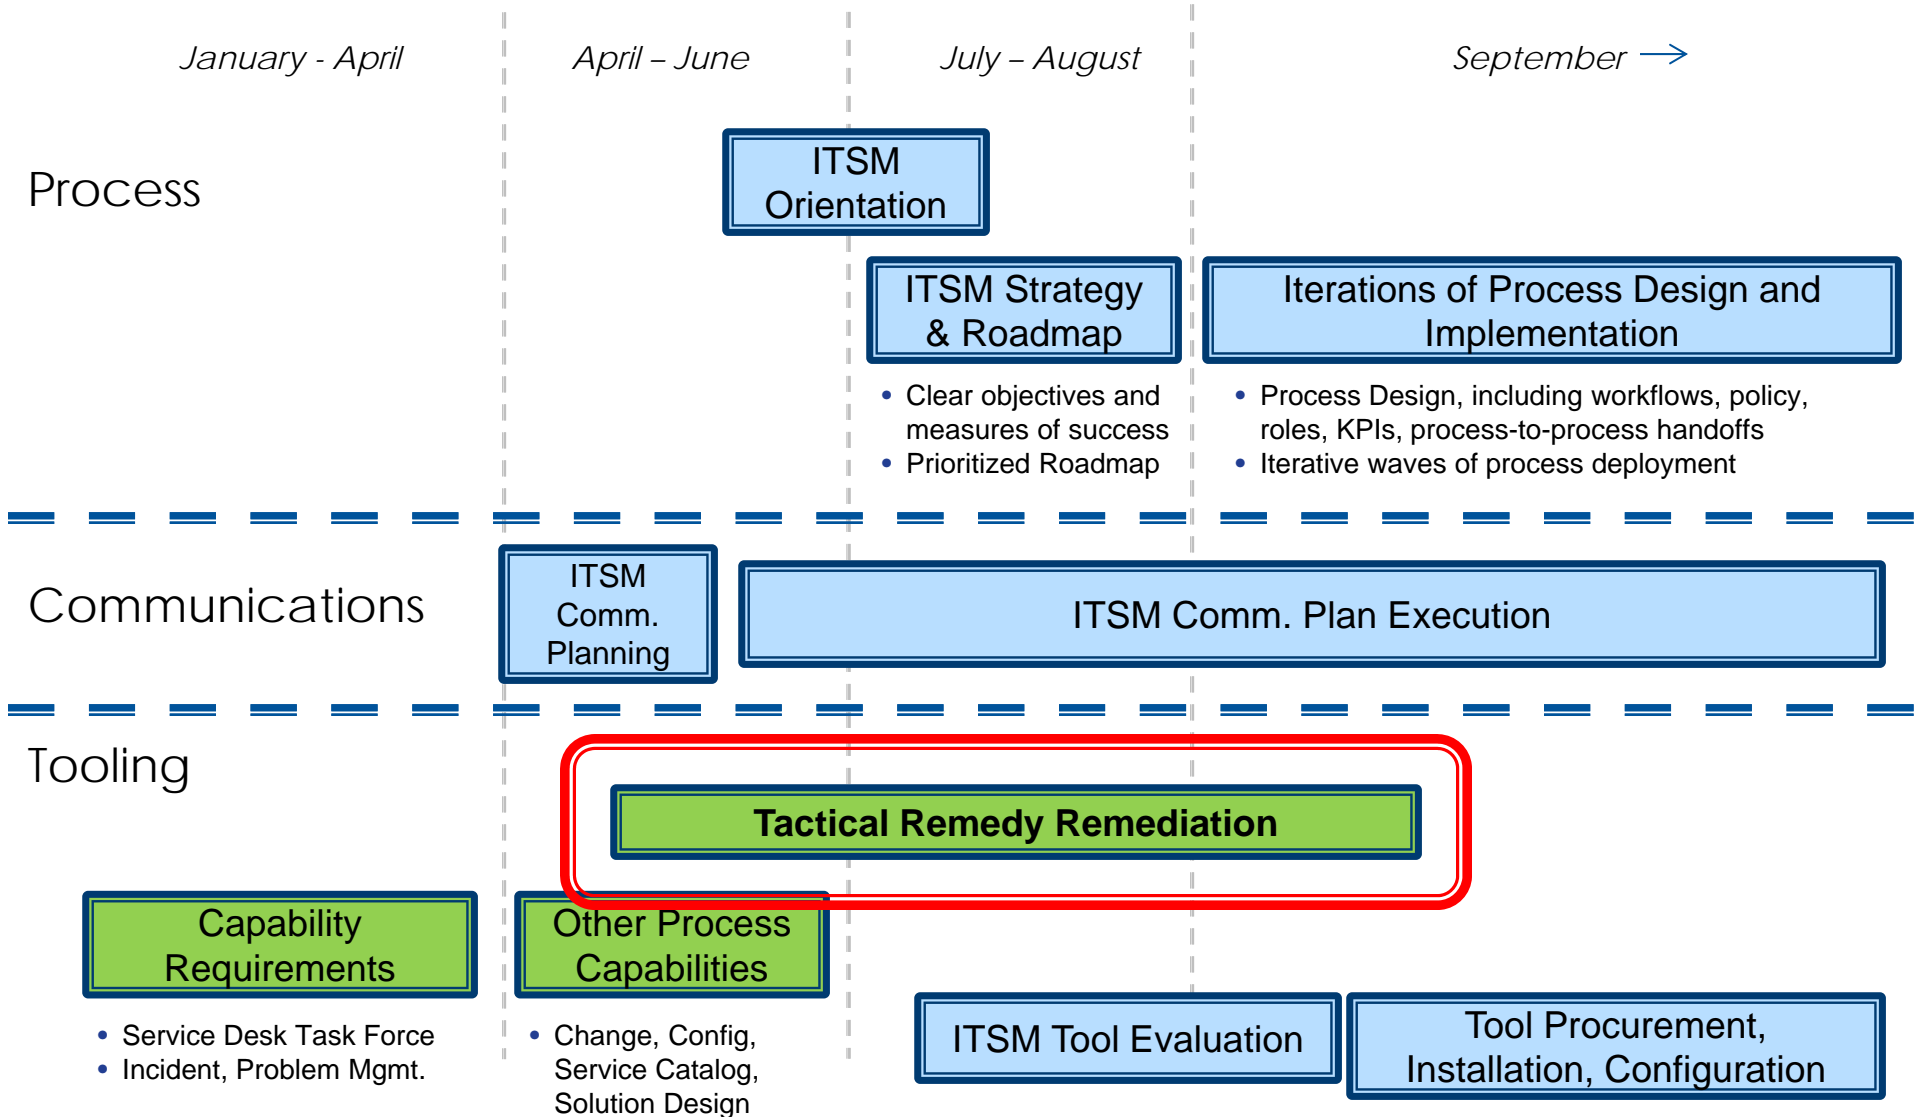 January - April
April – June
July – August
September →
Process
ITSM
Orientation
ITSM Strategy
& Roadmap
Iterations of Process Design and
Implementation
• Clear objectives and
measures of success
• Prioritized Roadmap
• Process Design, including workflows, policy,
roles, KPIs, process-to-process handoffs
• Iterative waves of process deployment
Communications
ITSM
Comm.
Planning
ITSM Comm. Plan Execution
Tooling
Tactical Remedy Remediation
Capability
Requirements
Other Process
Capabilities
• Service Desk Task Force
• Incident, Problem Mgmt.
• Change, Config,
Service Catalog,
Solution Design
ITSM Tool Evaluation
Tool Procurement,
Installation, Configuration